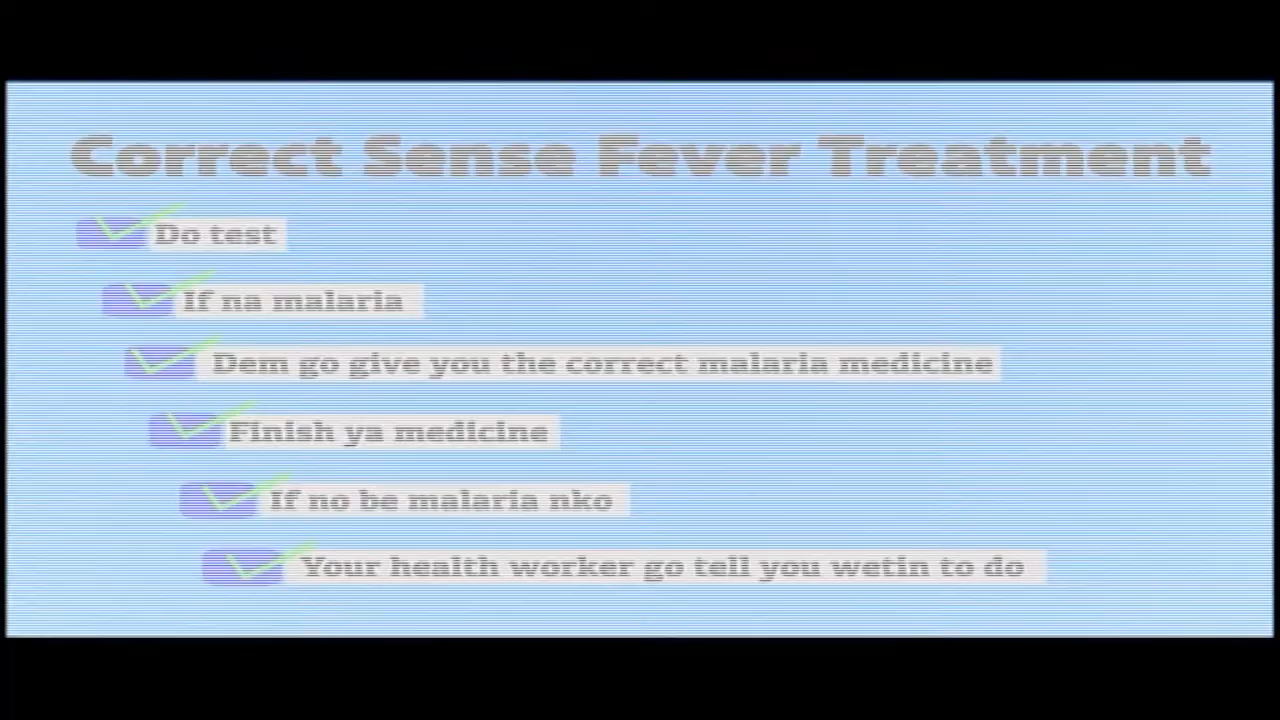 Correct Sense Fever Treatment
Do test
If na malaria
Dem go give you the correct malaria medicine
Finish ya medicine
If no be malaria nko
Your health worker go tell you wetin to do